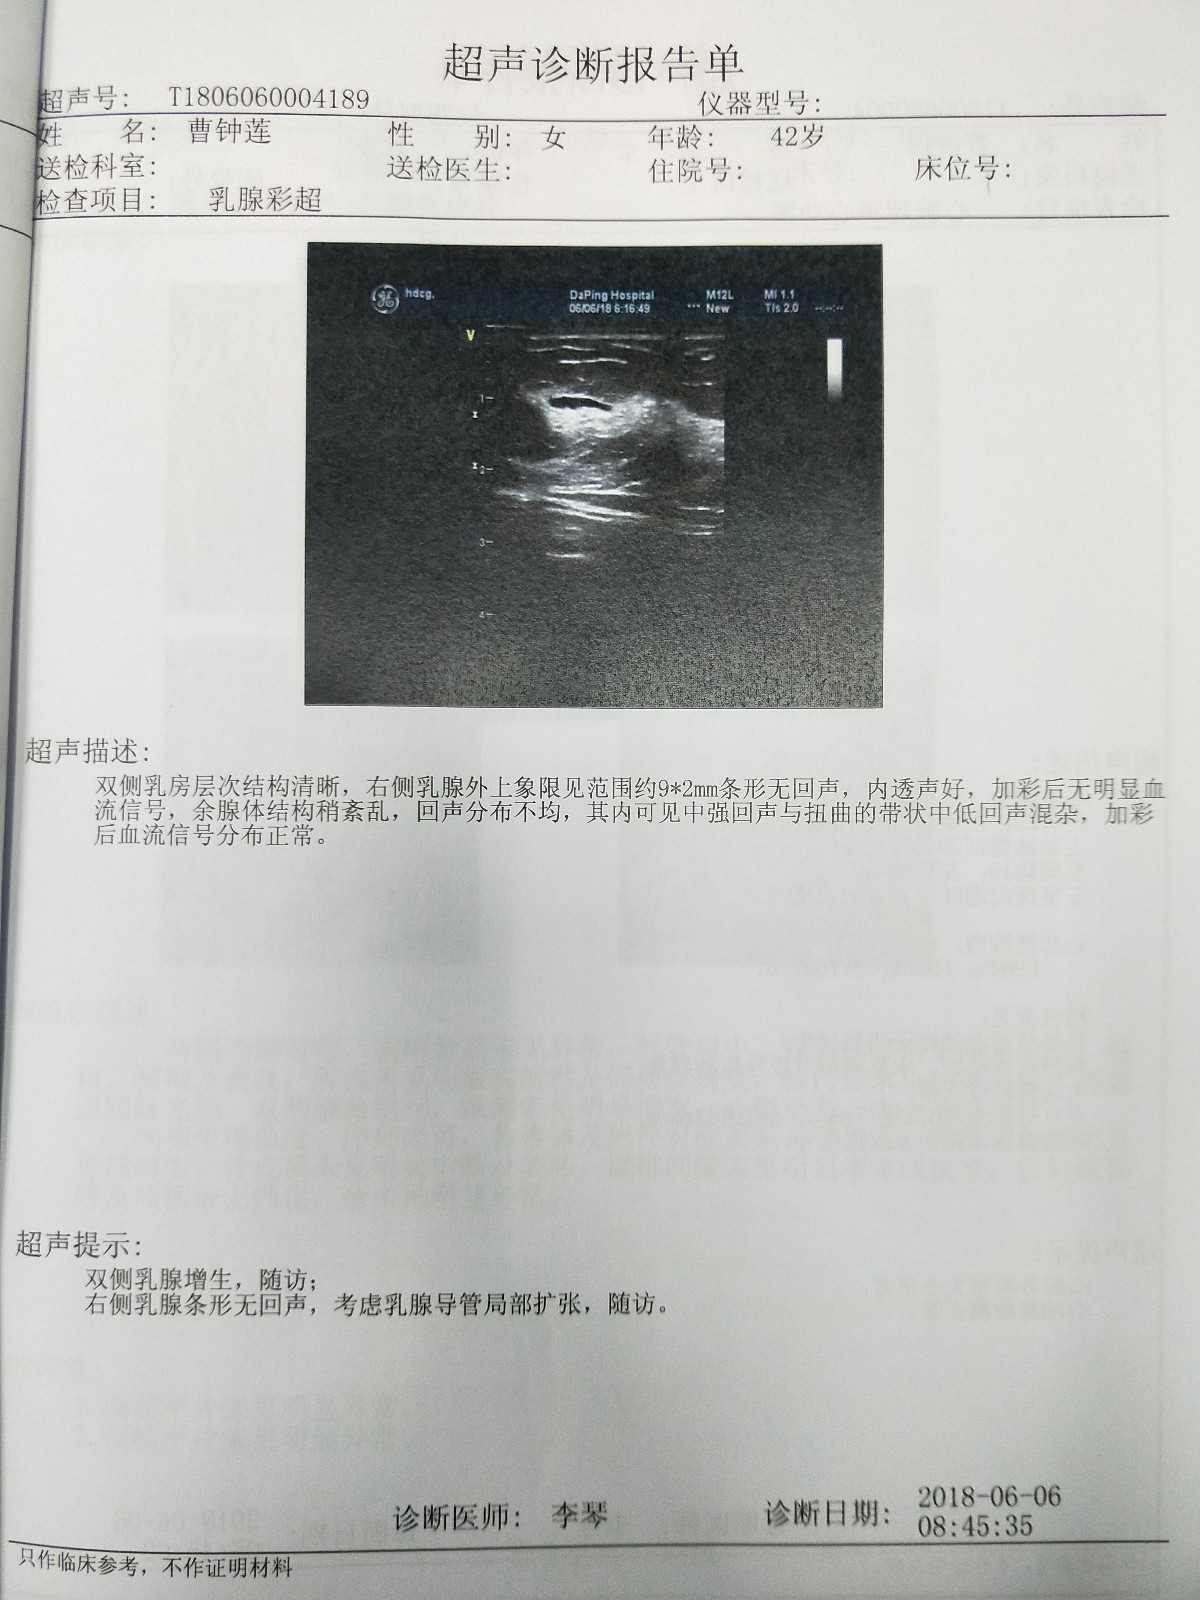 超声诊断报告单
超声号: T1806060004189 仪器型号:
姓 名: 曹钟莲 性 别: 女 年龄: 42岁
送检科室: 送检医生: 住院号: 床位号:
检查项目: 乳腺彩超
hdcg. DaPing Hospital M12L MI 1.1
06/06/18 6:16:49 New TIs 2.0
V
1
2
3
4
超声描述:
双侧乳房层次结构清晰，右侧乳腺外上象限见范围约9*2mm条形无回声，内透声好，加彩后无明显血
流信号，余腺体结构稍紊乱，回声分布不均，其内可见中强回声与扭曲的带状中低回声混杂，加彩
后血流信号分布正常。
超声提示:
双侧乳腺增生，随访；
右侧乳腺条形无回声，考虑乳腺导管局部扩张，随访。
诊断医师: 李琴 诊断日期: 2018-06-06
08:45:35
只作临床参考，不作证明材料